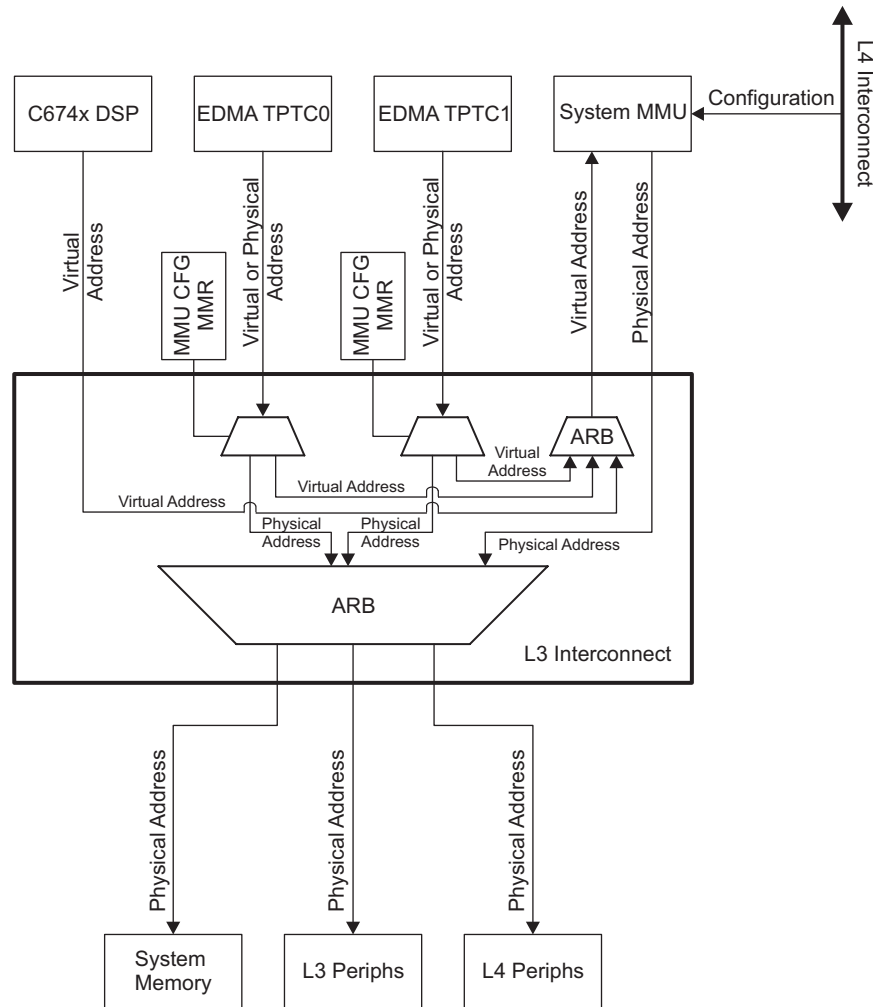 L4 Interconnect
C674x DSP
EDMA TPTC0
EDMA TPTC1
System MMU
Configuration
Virtual
Address
MMU CFG
MMR
Virtual or Physical
Address
MMU CFG
MMR
Virtual or Physical
Address
Virtual Address
Physical Address
ARB
Virtual
Address
Virtual Address
Virtual Address
Physical
Address
Physical
Address
Physical Address
ARB
L3 Interconnect
Physical Address
Physical Address
Physical Address
System
Memory
L3 Periphs
L4 Periphs